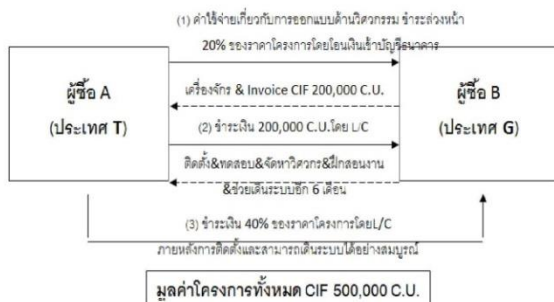 (1) ค่าใช้จ่ายเกี่ยวกับการออกแบบด้านวิศวกรรม ชำระล่วงหน้า
20% ของราคาโครงการโดยโอนเงินเข้าบัญชีธนาคาร
ผู้ซื้อ A
(ประเทศ T)
ผู้ซื้อ B
(ประเทศ G)
เครื่องจักร & Invoice CIF 200,000 C.U.
(2) ชำระเงิน 200,000 C.U.โดย L/C
ติดตั้ง&ทดสอบ&จัดหาวิศวกร&ฝึกสอนงาน
&ช่วยเดินระบบอีก 6 เดือน
(3) ชำระเงิน 40% ของราคาโครงการโดยL/C
ภายหลังการติดตั้งและสามารถเดินระบบได้อย่างสมบูรณ์
มูลค่าโครงการทั้งหมด CIF 500,000 C.U.